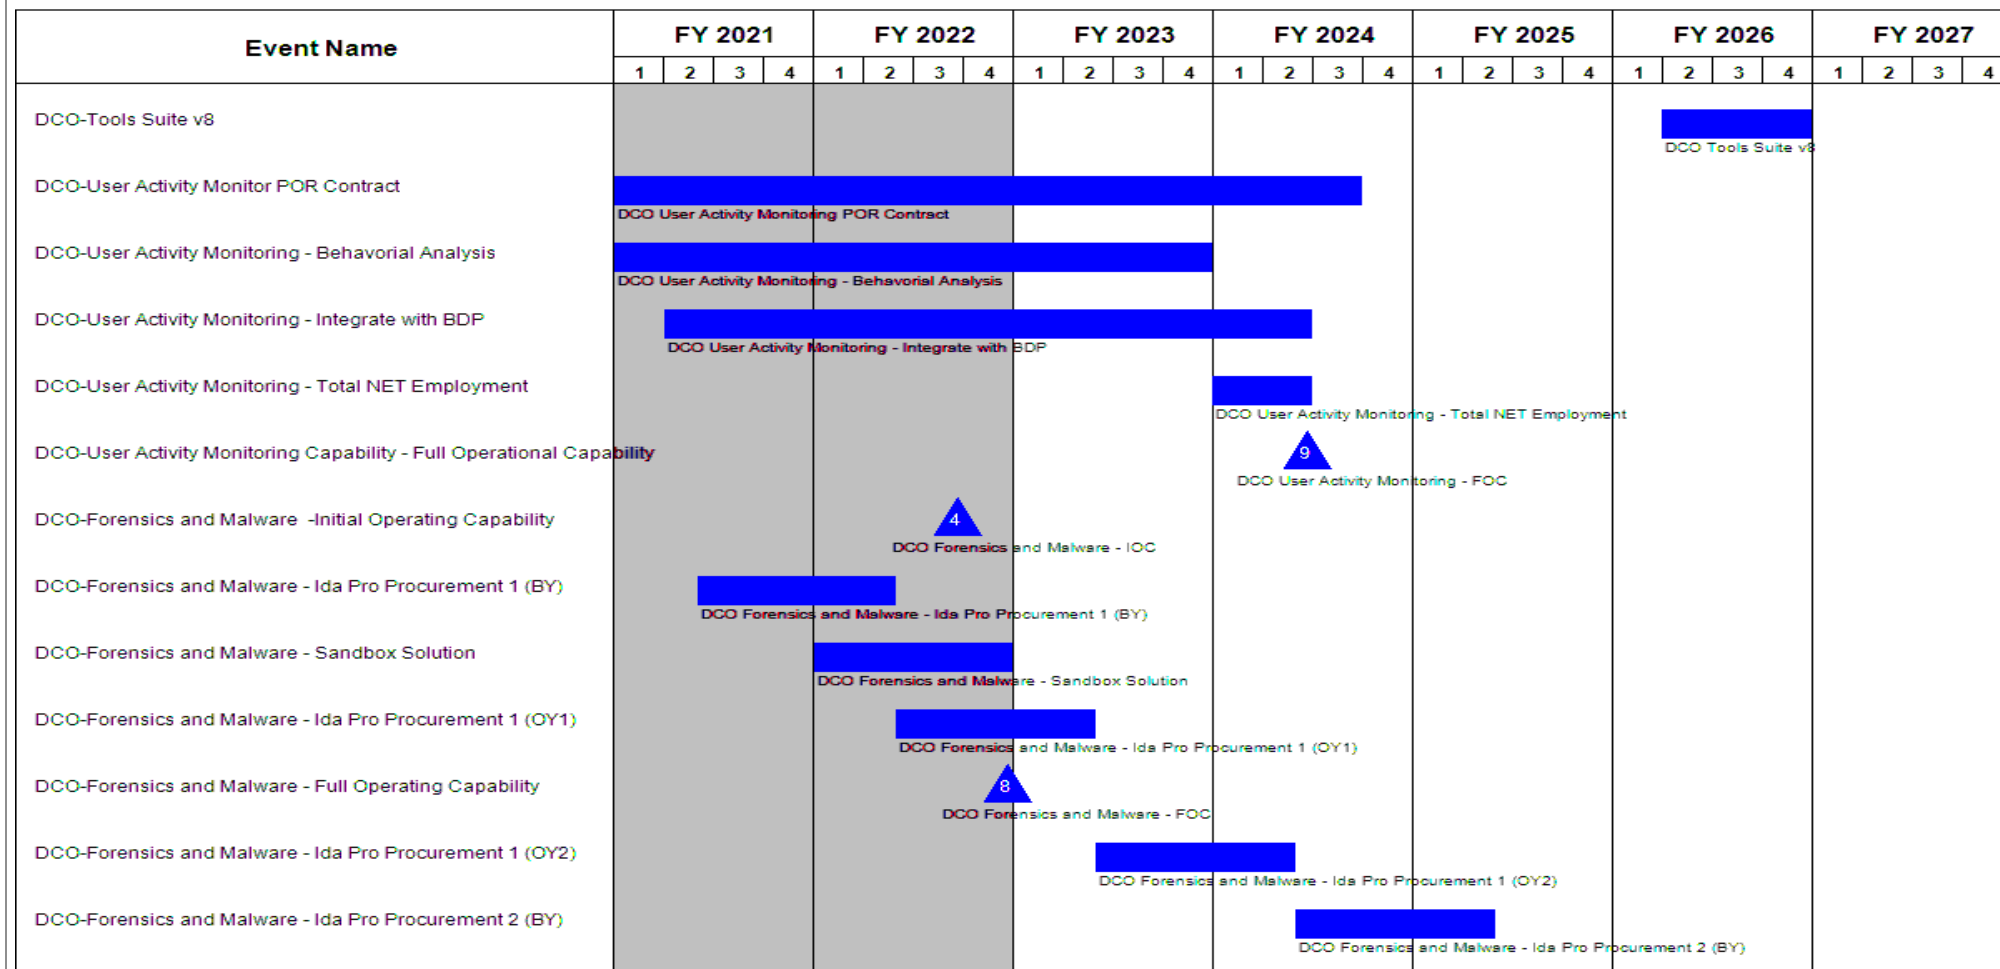 Event Name FY 2021 FY 2022 FY 2023 FY 2024 FY 2025 FY 2026 FY 2027
1 2 3 4 1 2 3 4 1 2 3 4 1 2 3 4 1 2 3 4 1 2 3 4 1 2 3 4
DCO-Tools Suite v8
DCO Tools Suite v8
DCO-User Activity Monitor POR Contract
DCO User Activity Monitoring POR Contract
DCO-User Activity Monitoring - Behavorial Analysis
DCO User Activity Monitoring - Behavorial Analysis
DCO-User Activity Monitoring - Integrate with BDP
DCO User Activity Monitoring - Integrate with BDP
DCO-User Activity Monitoring - Total NET Employment
DCO User Activity Monitoring - Total NET Employment
DCO-User Activity Monitoring Capability - Full Operational Capability 9
DCO User Activity Monitoring - FOC
DCO-Forensics and Malware -Initial Operating Capability 4
DCO Forensics and Malware - IOC
DCO-Forensics and Malware - Ida Pro Procurement 1 (BY)
DCO Forensics and Malware - Ida Pro Procurement 1 (BY)
DCO-Forensics and Malware - Sandbox Solution
DCO Forensics and Malware - Sandbox Solution
DCO-Forensics and Malware - Ida Pro Procurement 1 (OY1)
DCO Forensics and Malware - Ida Pro Procurement 1 (OY1)
DCO-Forensics and Malware - Full Operating Capability 8
DCO Forensics and Malware - FOC
DCO-Forensics and Malware - Ida Pro Procurement 1 (OY2)
DCO Forensics and Malware - Ida Pro Procurement 1 (OY2)
DCO-Forensics and Malware - Ida Pro Procurement 2 (BY)
DCO Forensics and Malware - Ida Pro Procurement 2 (BY)